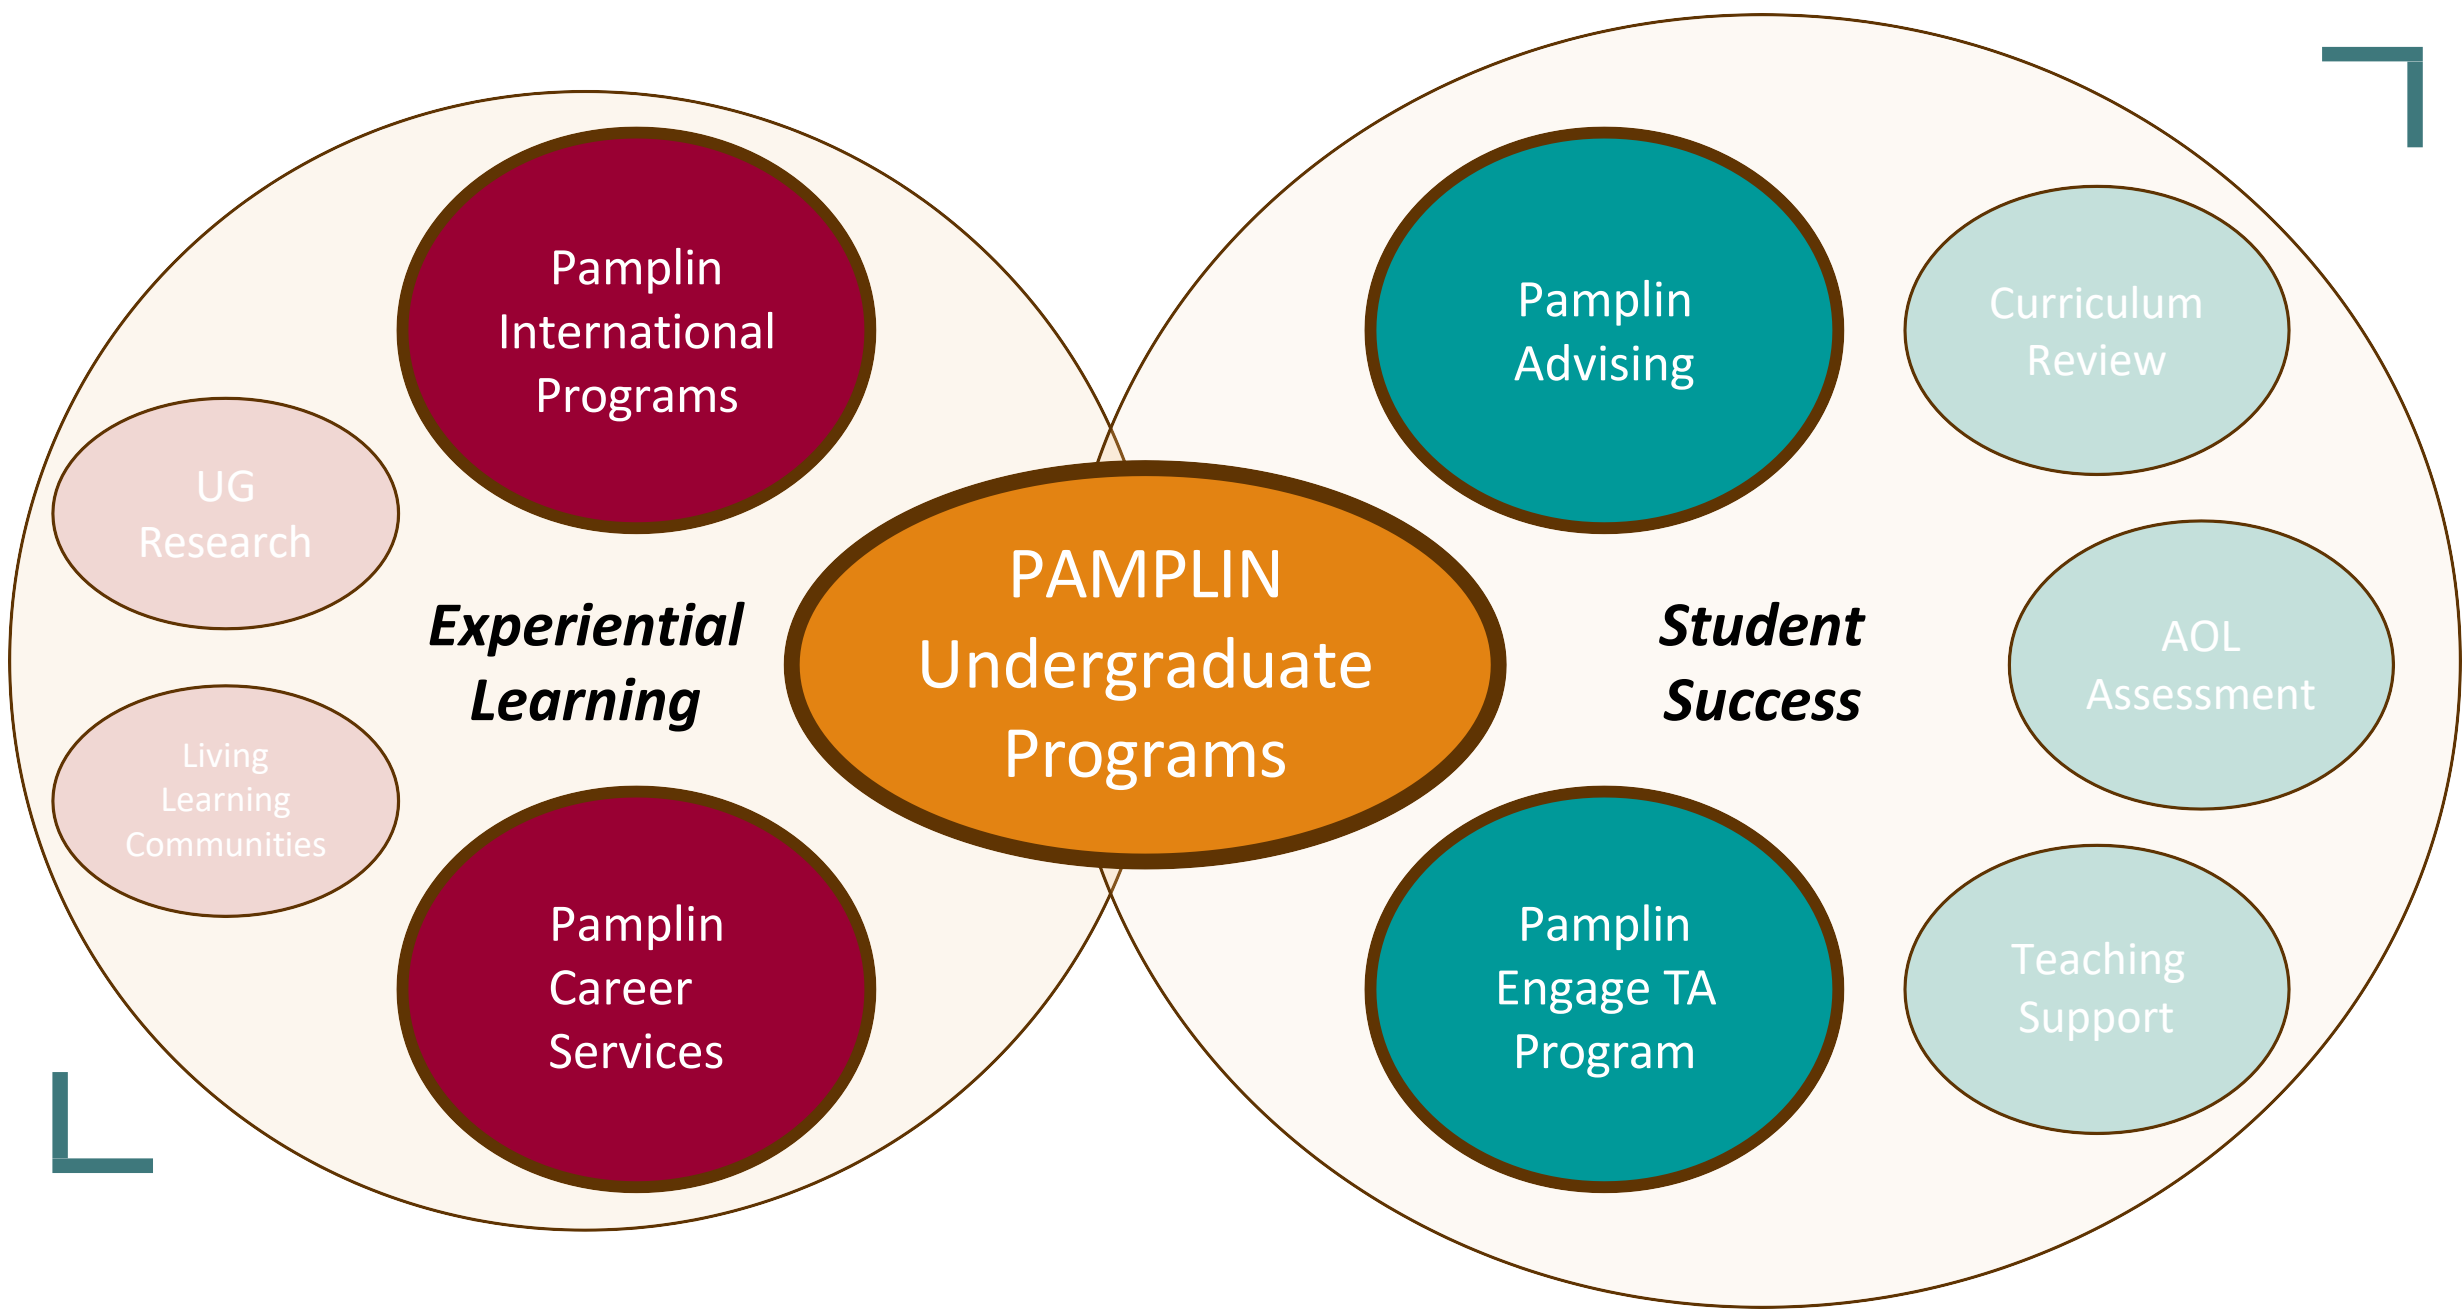 Pamplin
International
Programs
UG
Research
Experiential
Learning
Living
Learning
Communities
Pamplin
Career
Services
PAMPLIN
Undergraduate
Programs
Pamplin
Advising
Curriculum
Review
Student
Success
AOL
Assessment
Pamplin
Engage TA
Program
Teaching
Support